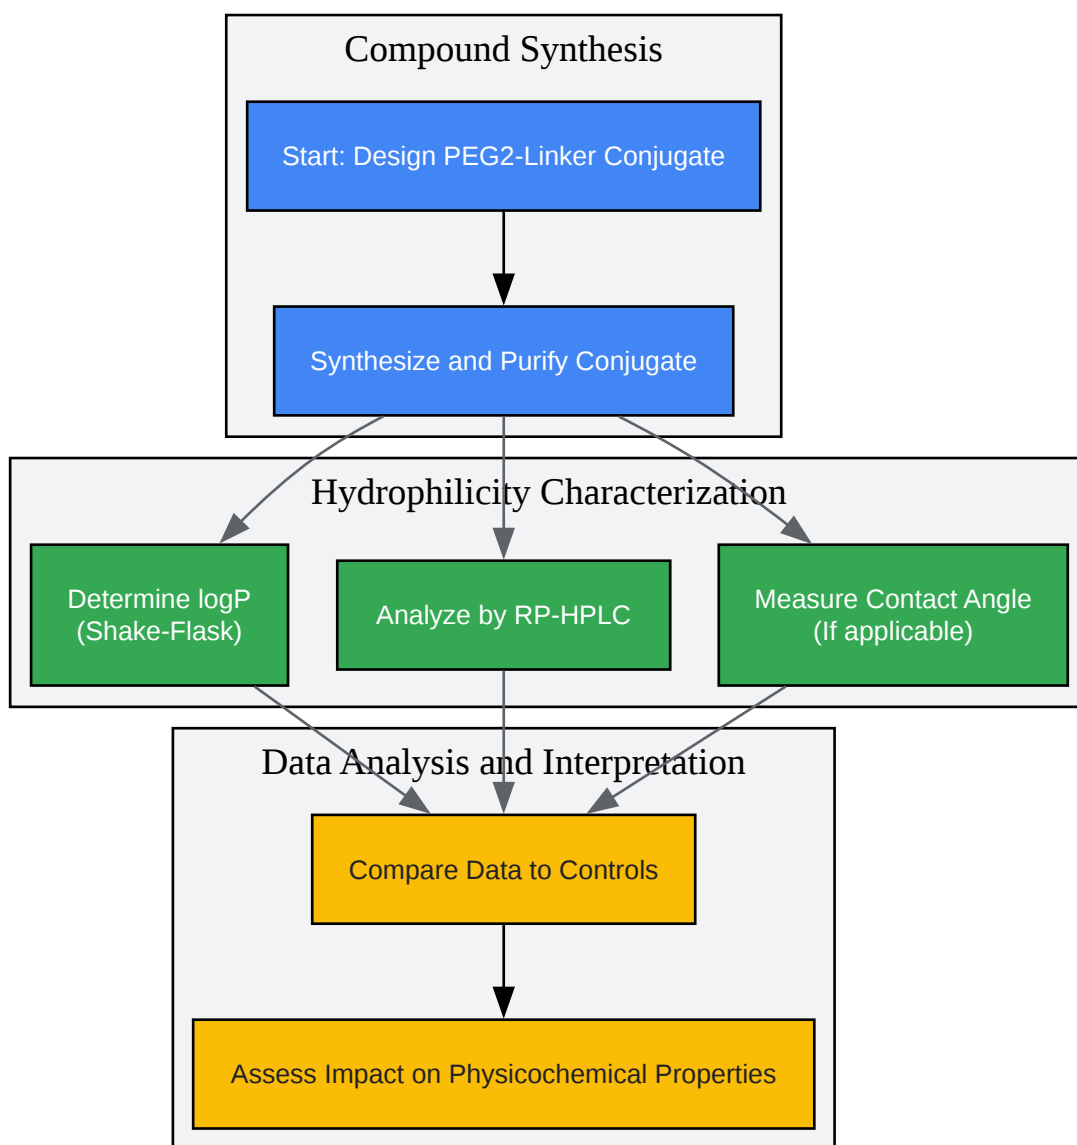 Compound Synthesis
Start: Design PEG2-Linker Conjugate
Synthesize and Purify Conjugate
Hydrophilicity Characterization
Determine logP
(Shake-Flask)
Analyze by RP-HPLC
Measure Contact Angle
(If applicable)
Data Analysis and Interpretation
Compare Data to Controls
Assess Impact on Physicochemical Properties